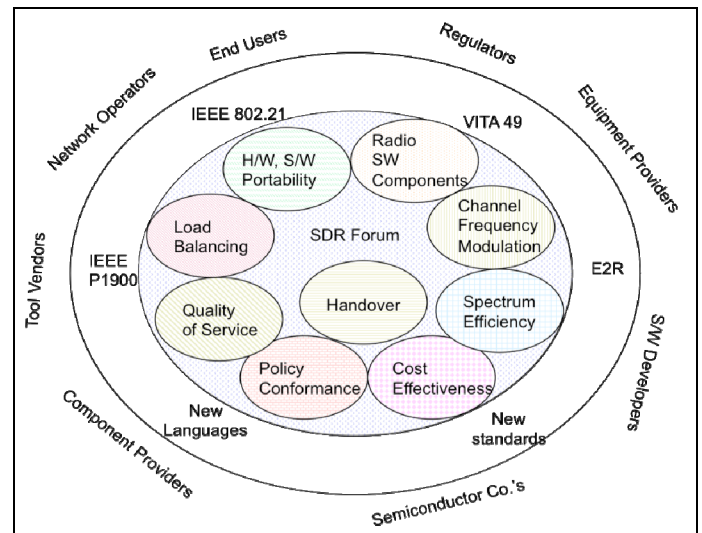 End Users
Regulators
Network Operators
Equipment Providers
IEEE 802.21
VITA 49
H/W, S/W
Portability
Radio
SW
Components
Load
Balancing
SDR Forum
Channel
Frequency
Modulation
Tool Vendors
IEEE
P1900
E2R
Quality
of Service
Handover
Spectrum
Efficiency
S/W Developers
Policy
Conformance
Cost
Effectiveness
New
Languages
New
standards
Component Providers
Semiconductor Co.'s